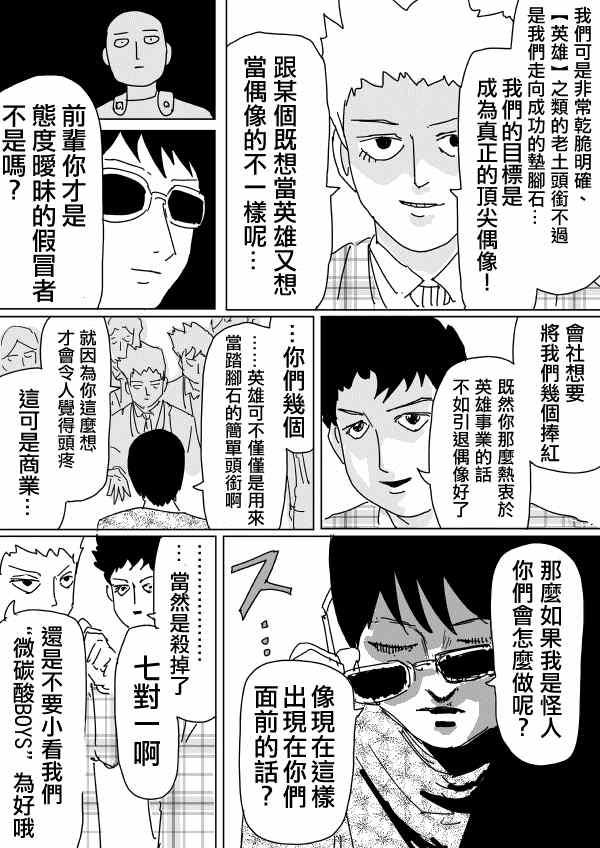 我們可是非常乾脆明確、
【英雄】之類的老土頭銜不過
是我們走向成功的墊腳石…
我們的目標是
成為真正的頂尖偶像！
跟某個既想當英雄又想
當偶像的不一樣呢…
前輩你才是
態度曖昧的假冒者
不是嗎？
會社想要
將我們幾個捧紅
既然你那麼熱衷於
英雄事業的話
不如引退偶像好了
…你們幾個
……英雄可不僅僅是用來
當踏腳石的簡單頭銜啊
就因為你這麼想
才會令人覺得頭疼
這可是商業…
那麼如果我是怪人
你們會怎麼做呢？
ス
像現在這樣
出現在你們
面前的話？
…………………
當然是殺掉了
七對一啊
還是不要小看我們
“微碳酸BOYS”為好哦